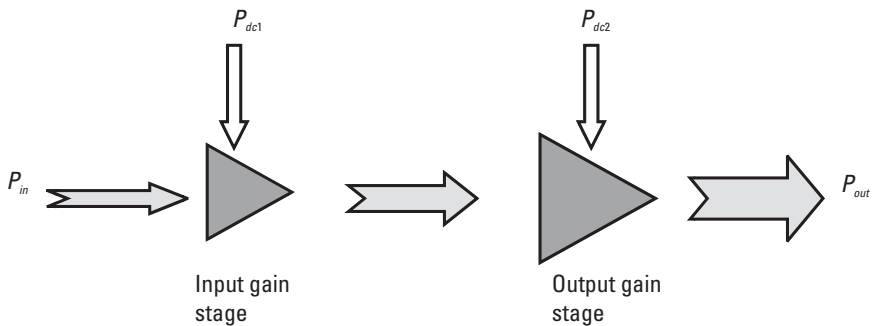 P_dc1
P_dc2
P_in
P_out
Input gain
stage
Output gain
stage